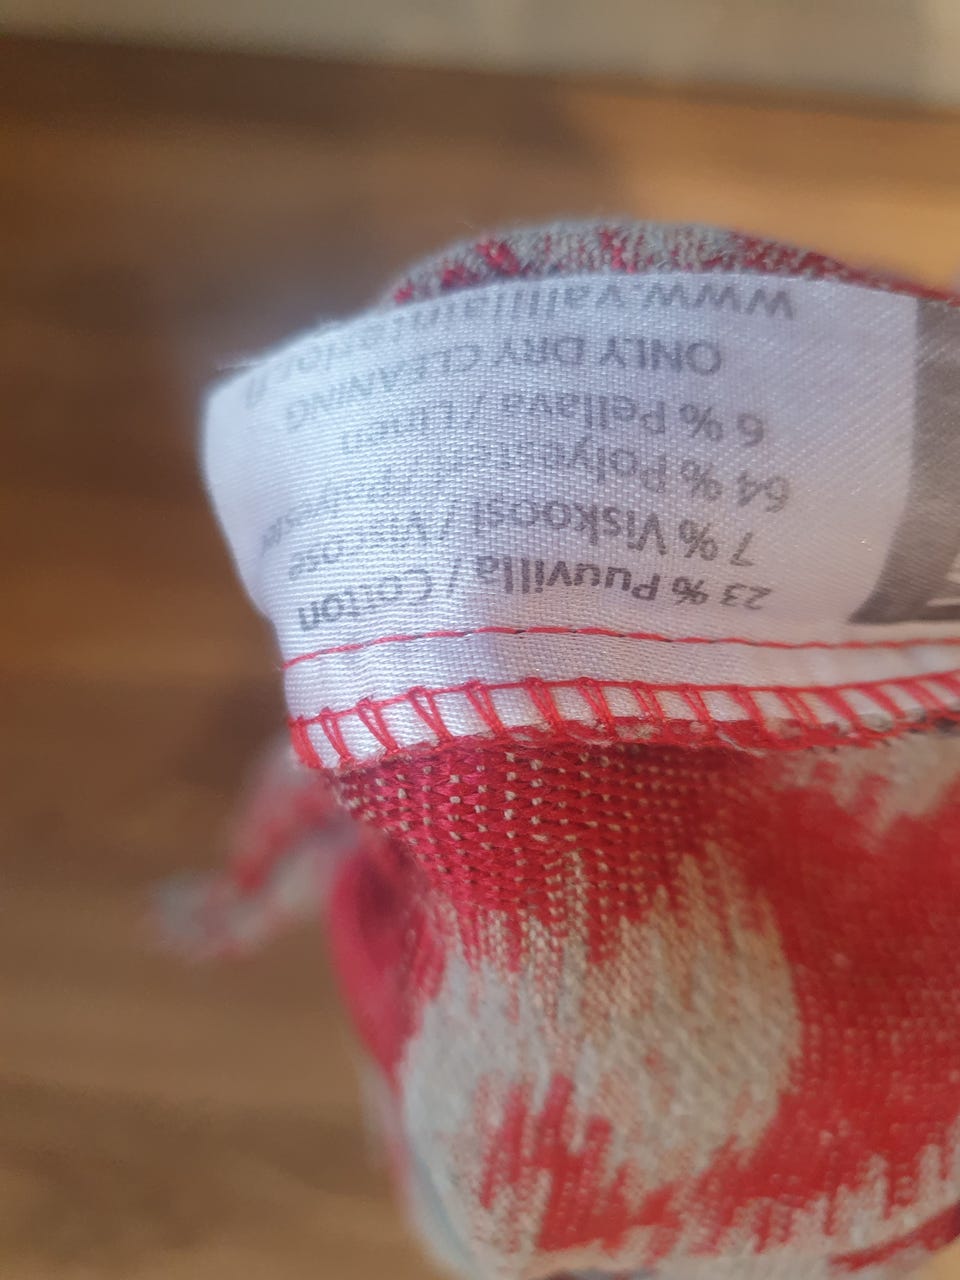 23 % Puuvilla / Cotton
7 % Viskoosi / Viscose
64 % Polyesteri / Polyester
6 % Pellava / Linen
ONLY DRY CLEANING
www.vallilainterior.fi